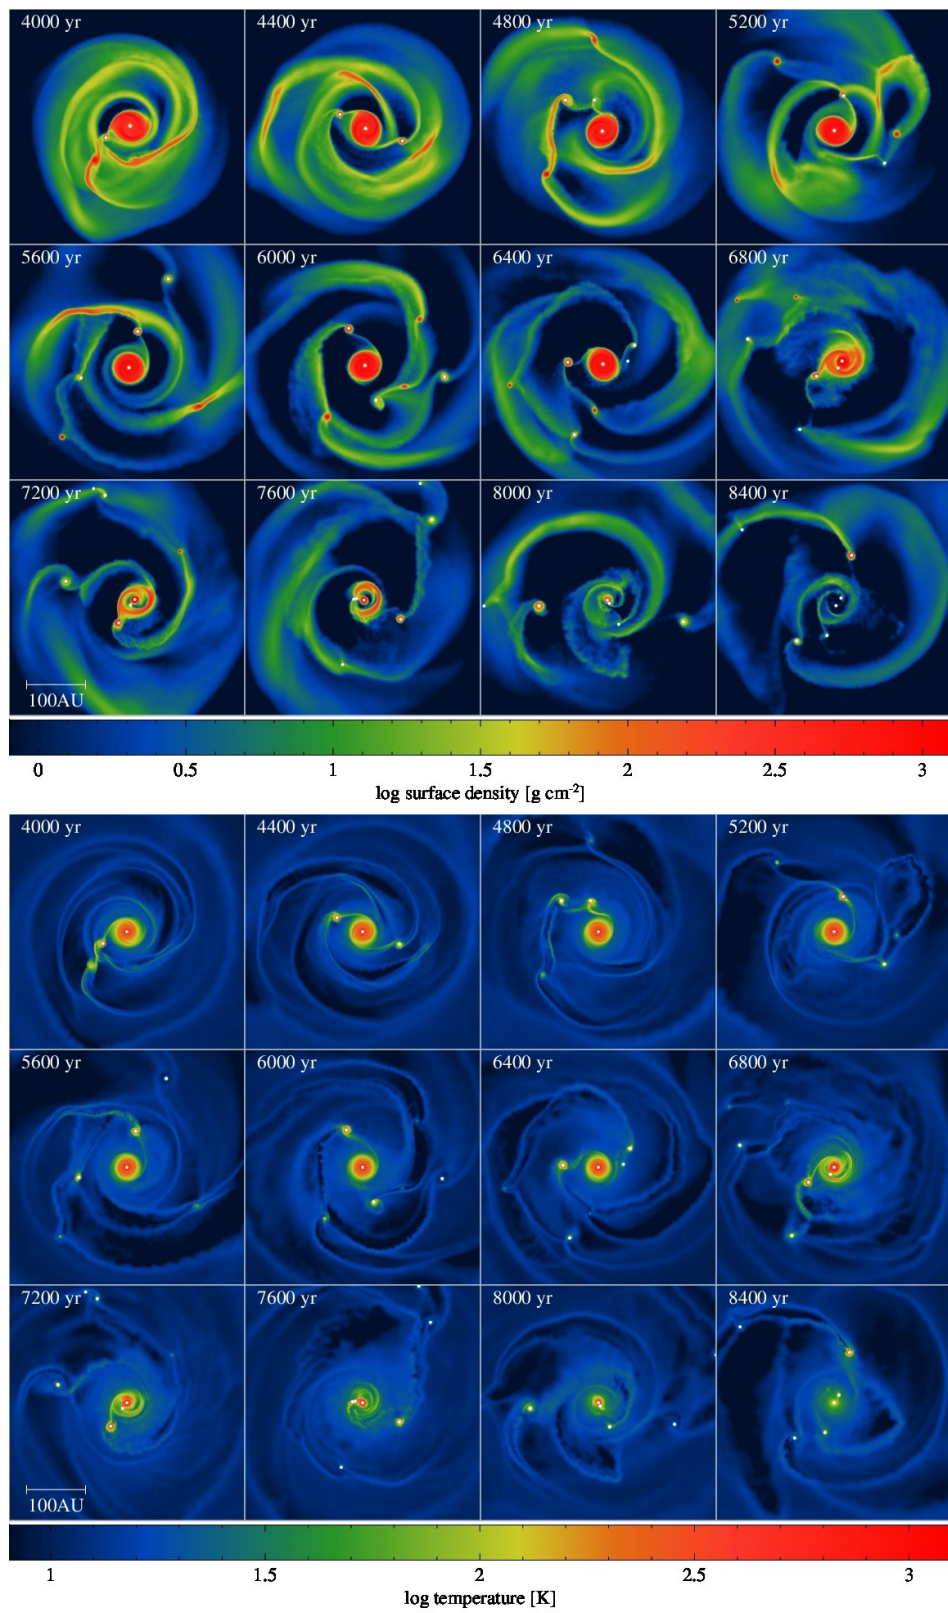 4000 yr 4400 yr 4800 yr 5200 yr
5600 yr 6000 yr 6400 yr 6800 yr
7200 yr 7600 yr 8000 yr 8400 yr
100AU
0 0.5 1 1.5 2 2.5 3
log surface density [g cm⁻²]
4000 yr 4400 yr 4800 yr 5200 yr
5600 yr 6000 yr 6400 yr 6800 yr
7200 yr 7600 yr 8000 yr 8400 yr
100AU
1 1.5 2 2.5 3
log temperature [K]